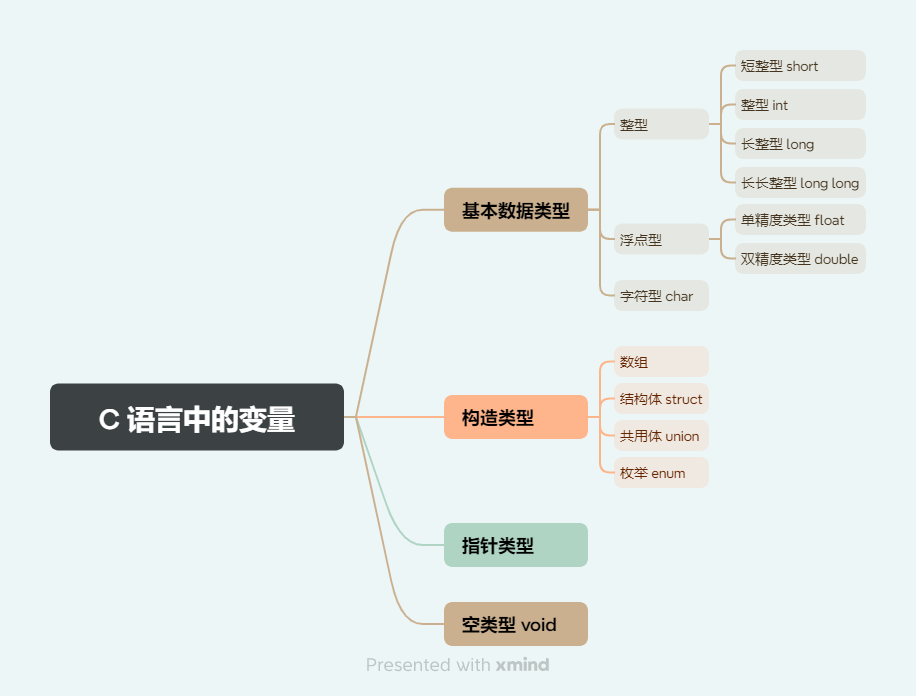 C 语言中的变量
基本数据类型
整型
短整型 short
整型 int
长整型 long
长长整型 long long
浮点型
单精度类型 float
双精度类型 double
字符型 char
构造类型
数组
结构体 struct
共用体 union
枚举 enum
指针类型
空类型 void
Presented with xmind